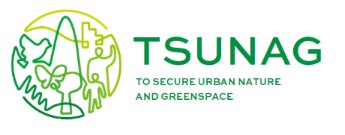 TSUNAG
TO SECURE URBAN NATURE
AND GREENSPACE